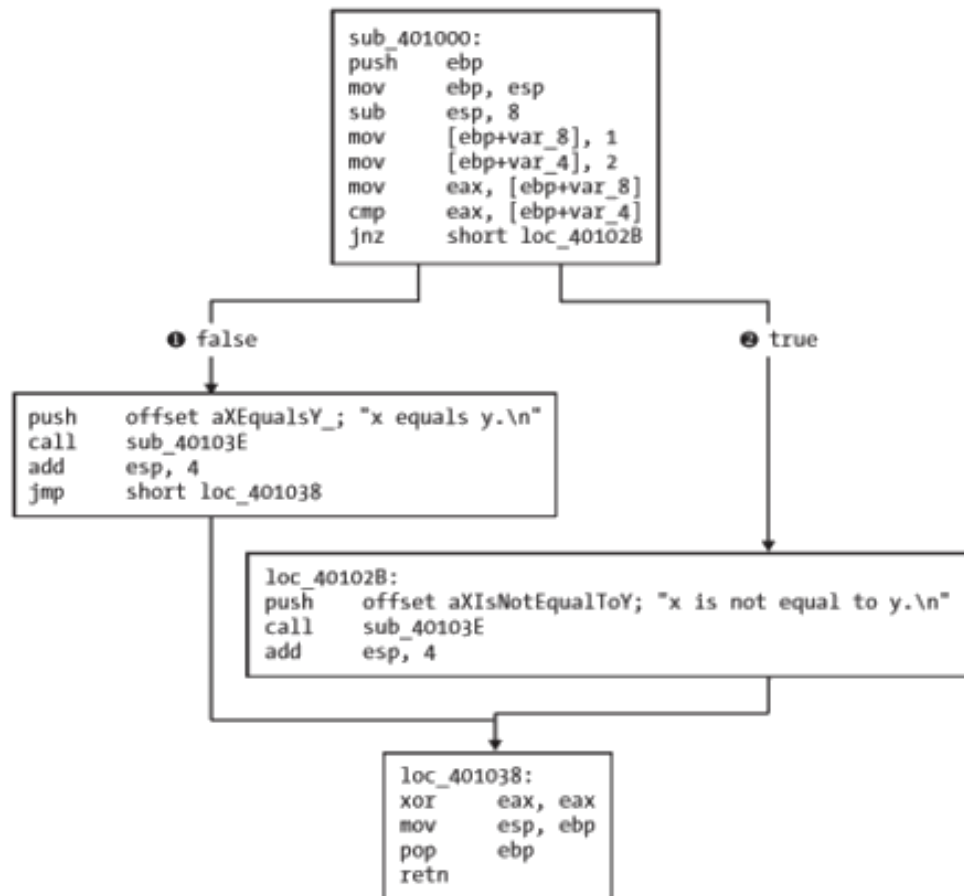 sub_401000:
push ebp
mov ebp, esp
sub esp, 8
mov [ebp+var_8], 1
mov [ebp+var_4], 2
mov eax, [ebp+var_8]
cmp eax, [ebp+var_4]
jnz short loc_40102B
❶ false
❷ true
push offset aXEqualsY_; "x equals y.\n"
call sub_40103E
add esp, 4
jmp short loc_401038
loc_40102B:
push offset aXIsNotEqualToY; "x is not equal to y.\n"
call sub_40103E
add esp, 4
loc_401038:
xor eax, eax
mov esp, ebp
pop ebp
retn